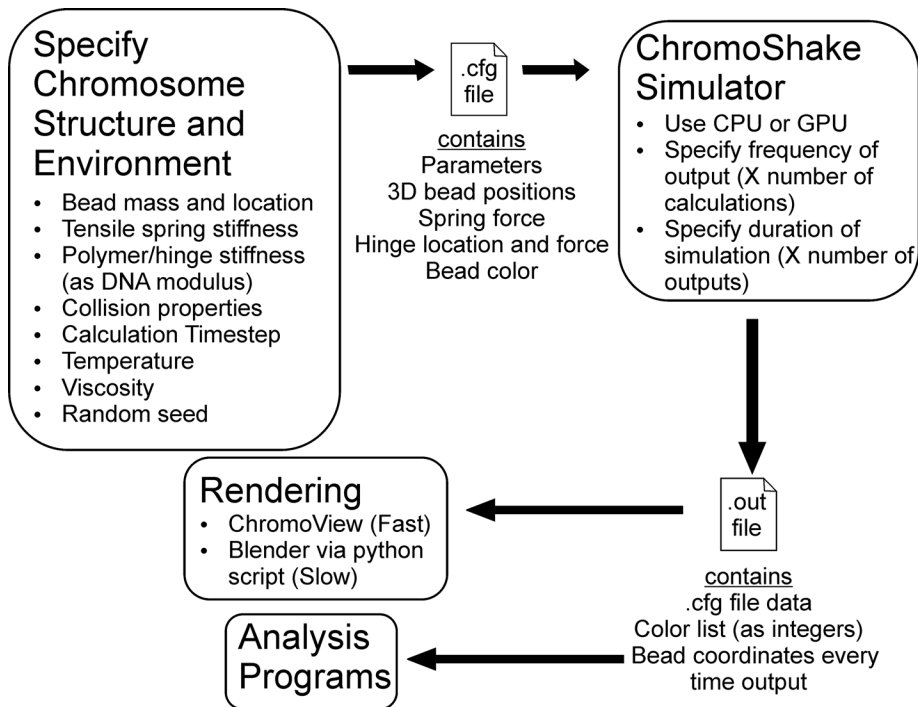 Specify
Chromosome
Structure and
Environment
• Bead mass and location
• Tensile spring stiffness
• Polymer/hinge stiffness
(as DNA modulus)
• Collision properties
• Calculation Timestep
• Temperature
• Viscosity
• Random seed
.cfg
file
contains
Parameters
3D bead positions
Spring force
Hinge location and force
Bead color
ChromoShake
Simulator
• Use CPU or GPU
• Specify frequency of
output (X number of
calculations)
• Specify duration of
simulation (X number of
outputs)
.out
file
contains
.cfg file data
Color list (as integers)
Bead coordinates every
time output
Rendering
• ChromoView (Fast)
• Blender via python
script (Slow)
Analysis
Programs